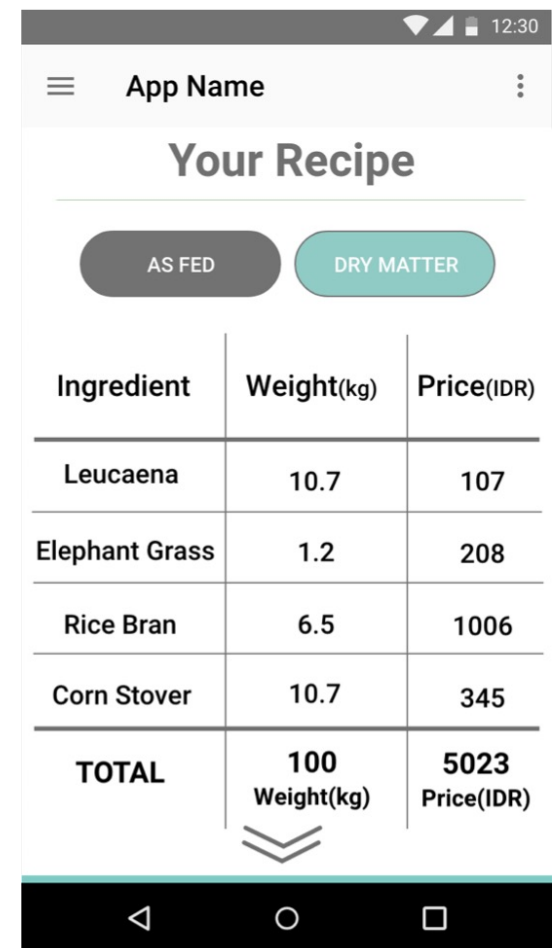 12:30
App Name
Your Recipe
AS FED DRY MATTER
Ingredient Weight(kg) Price(IDR)
Leucaena 10.7 107
Elephant Grass 1.2 208
Rice Bran 6.5 1006
Corn Stover 10.7 345
TOTAL 100 5023
Weight(kg) Price(IDR)